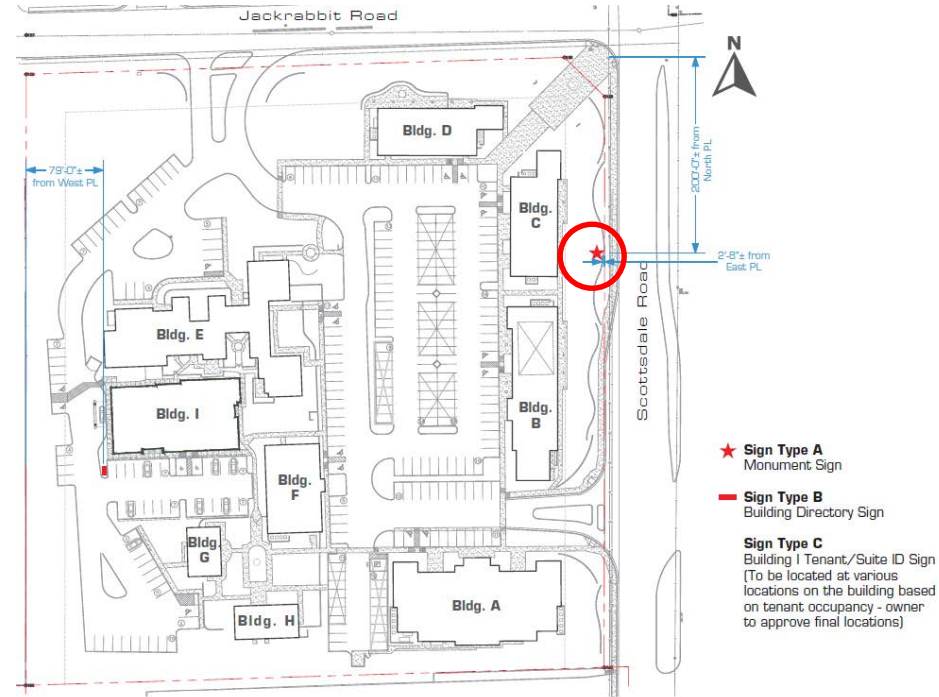 Jackrabbit Road
N
Bldg. D
79'-0"±
from West PL
200'-0"± from
North PL
Bldg.
C
2'-8"± from
East PL
Bldg. E
Scottsdale Road
Bldg. I
Bldg.
B
Bldg.
F
Bldg.
G
Bldg. A
Bldg. H
Sign Type A
Monument Sign
Sign Type B
Building Directory Sign
Sign Type C
Building I Tenant/Suite ID Sign
(To be located at various
locations on the building based
on tenant occupancy - owner
to approve final locations)